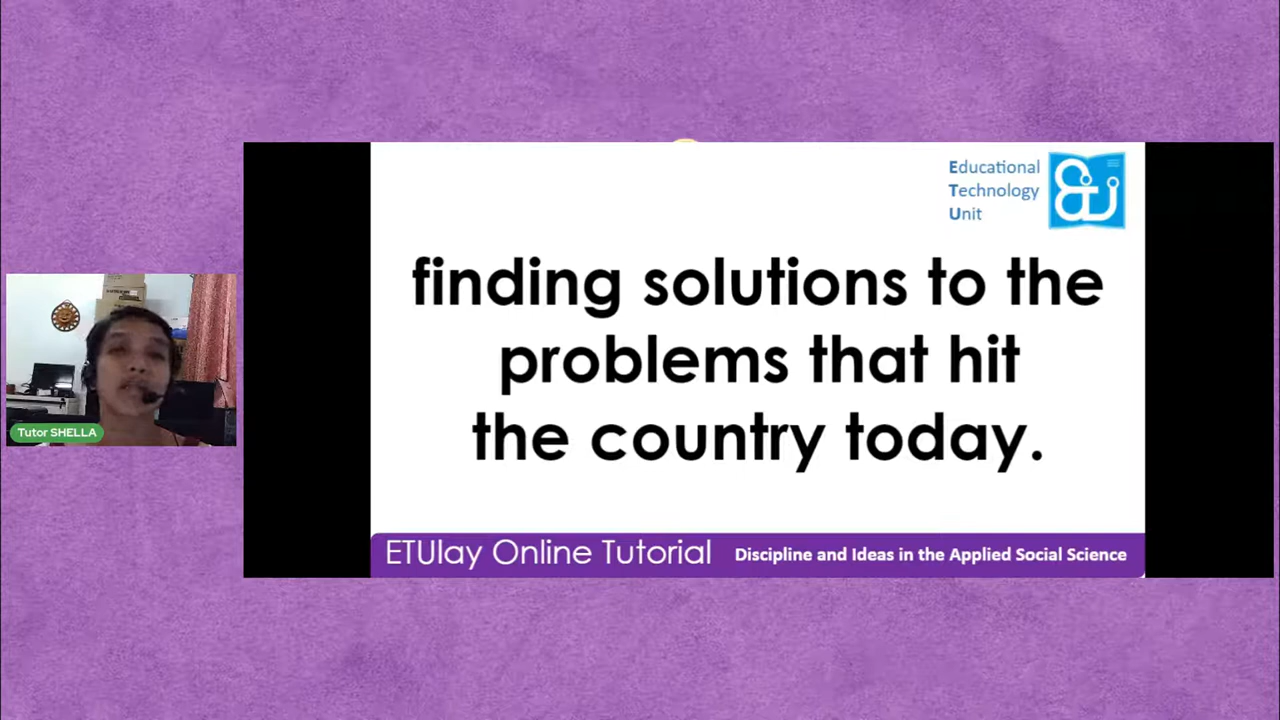 Educational
Technology
Unit
finding solutions to the
problems that hit
the country today.
Tutor SHELLA
ETUlay Online Tutorial
Discipline and Ideas in the Applied Social Science